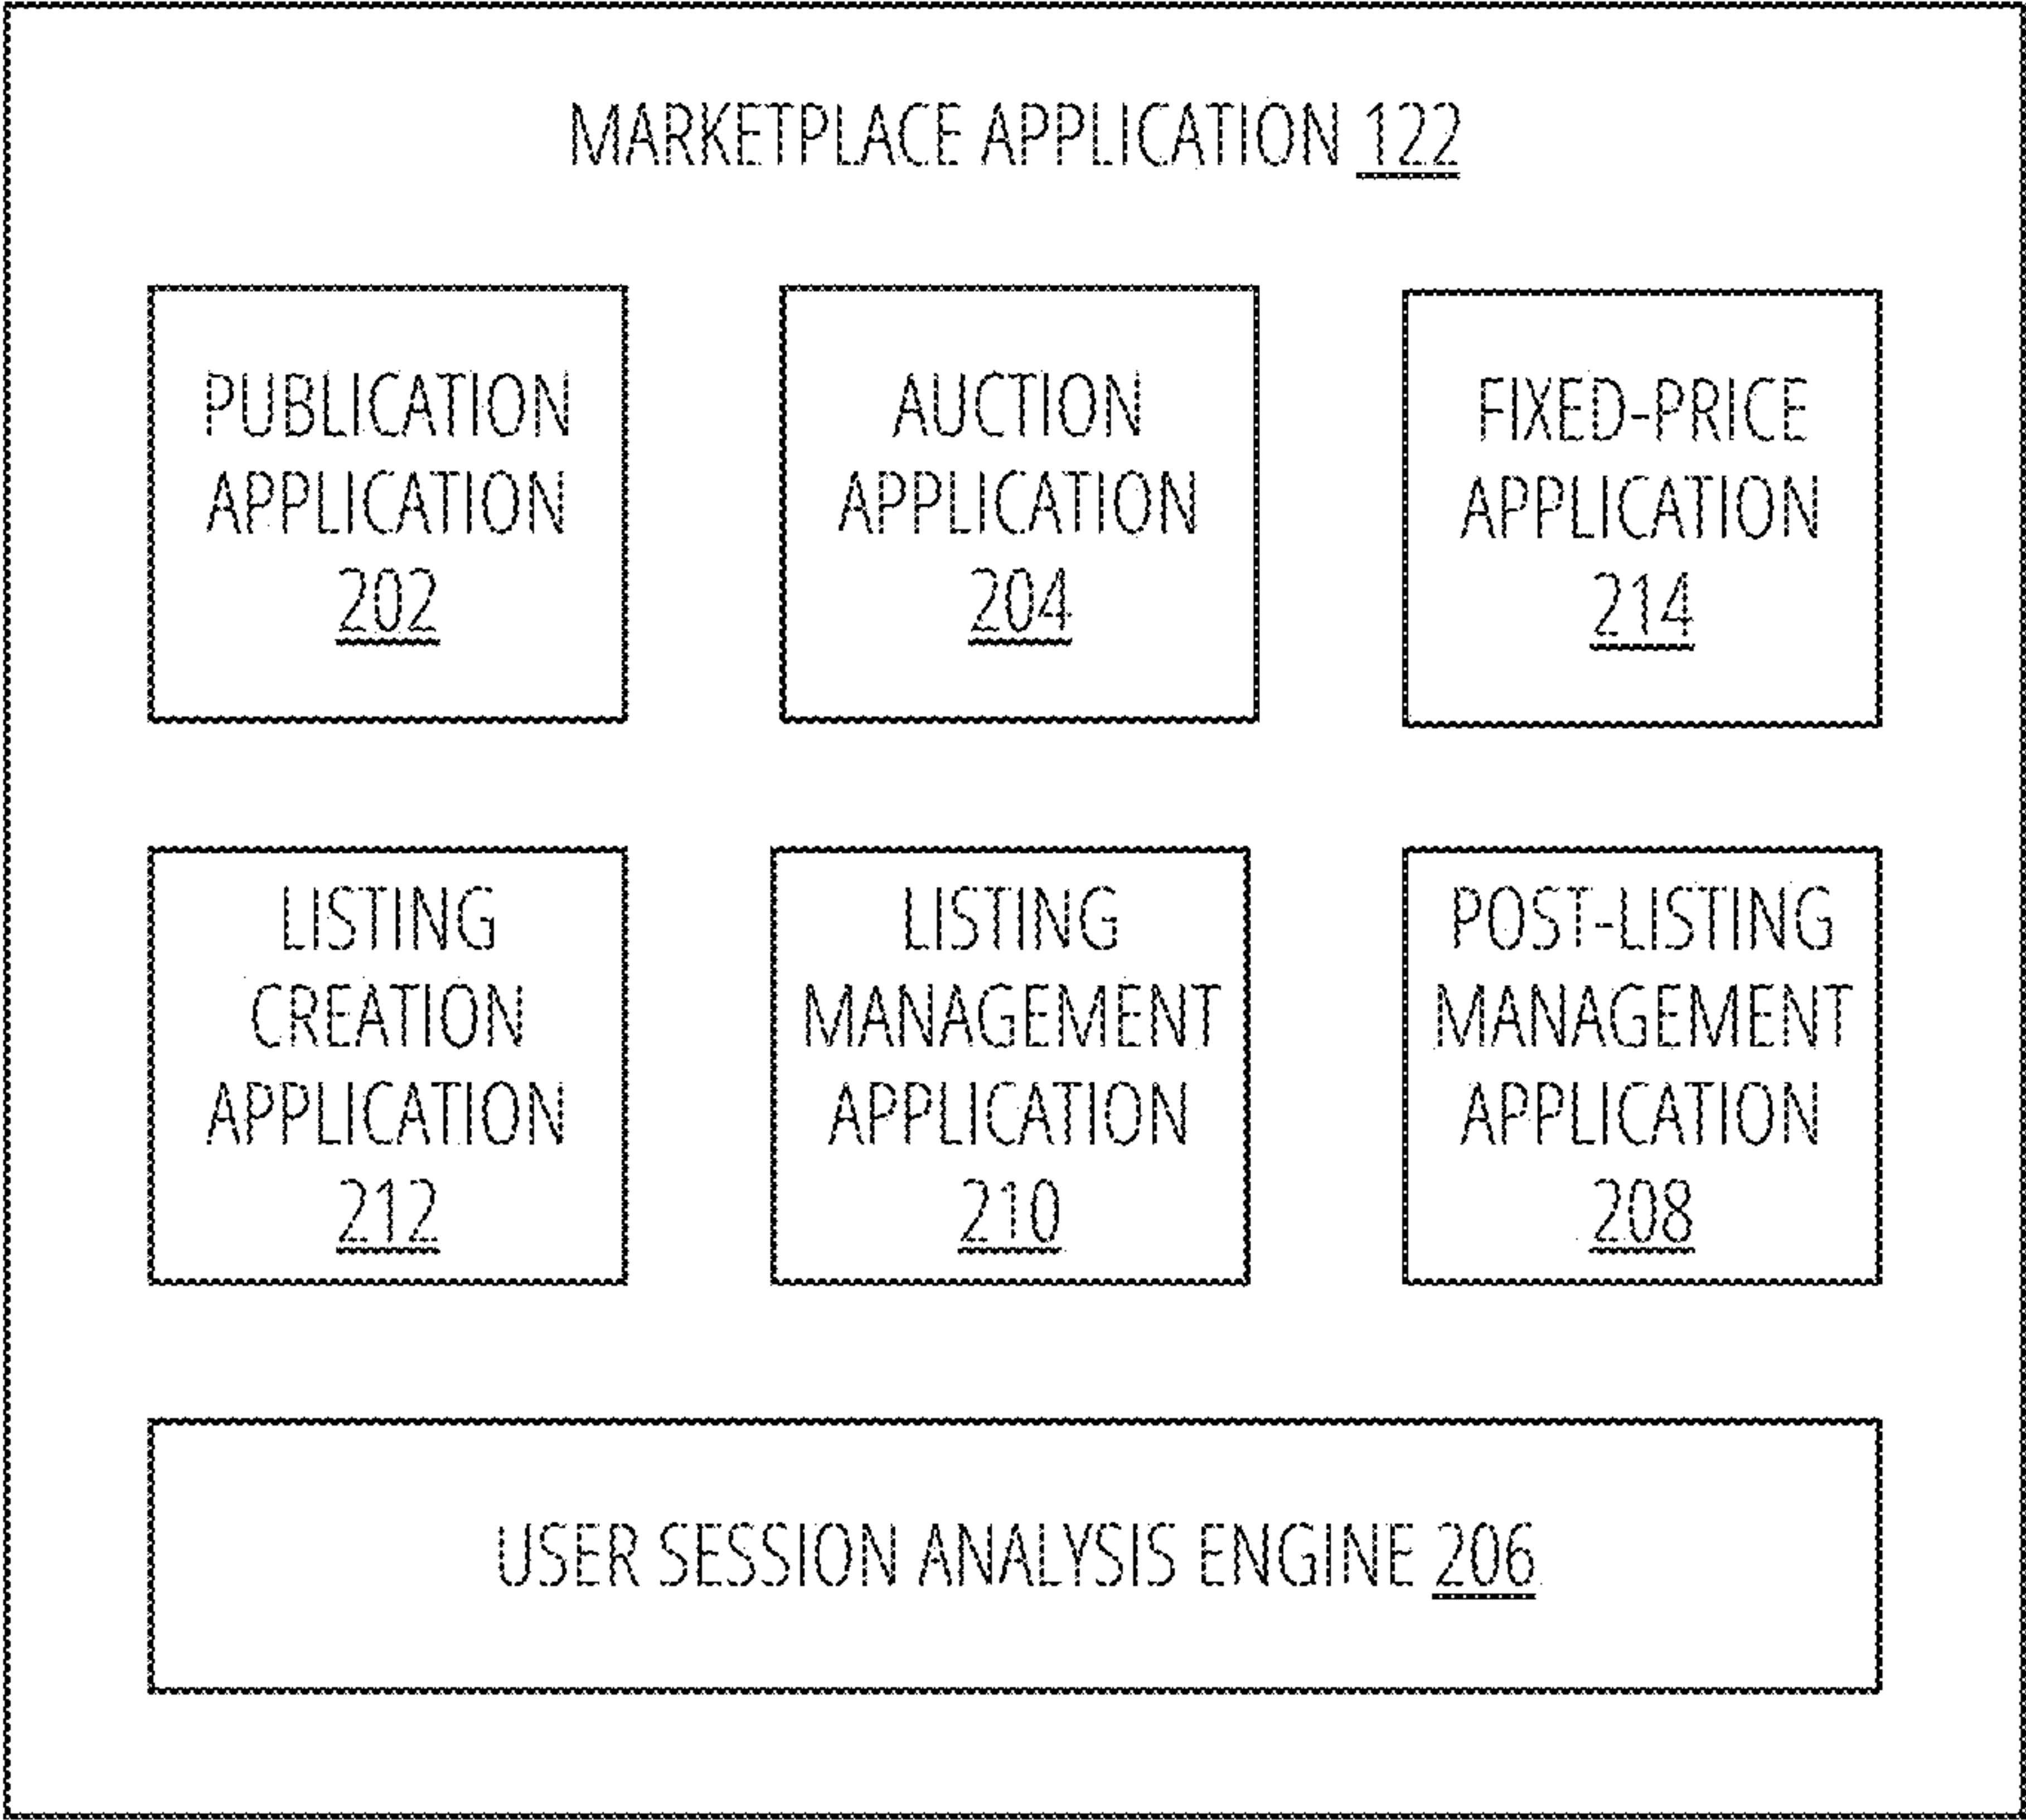 MARKETPLACE APPLICATION 122
PUBLICATION
APPLICATION
202
AUCTION
APPLICATION
204
FIXED-PRICE
APPLICATION
214
LISTING
CREATION
APPLICATION
212
LISTING
MANAGEMENT
APPLICATION
210
POST-LISTING
MANAGEMENT
APPLICATION
208
USER SESSION ANALYSIS ENGINE 206